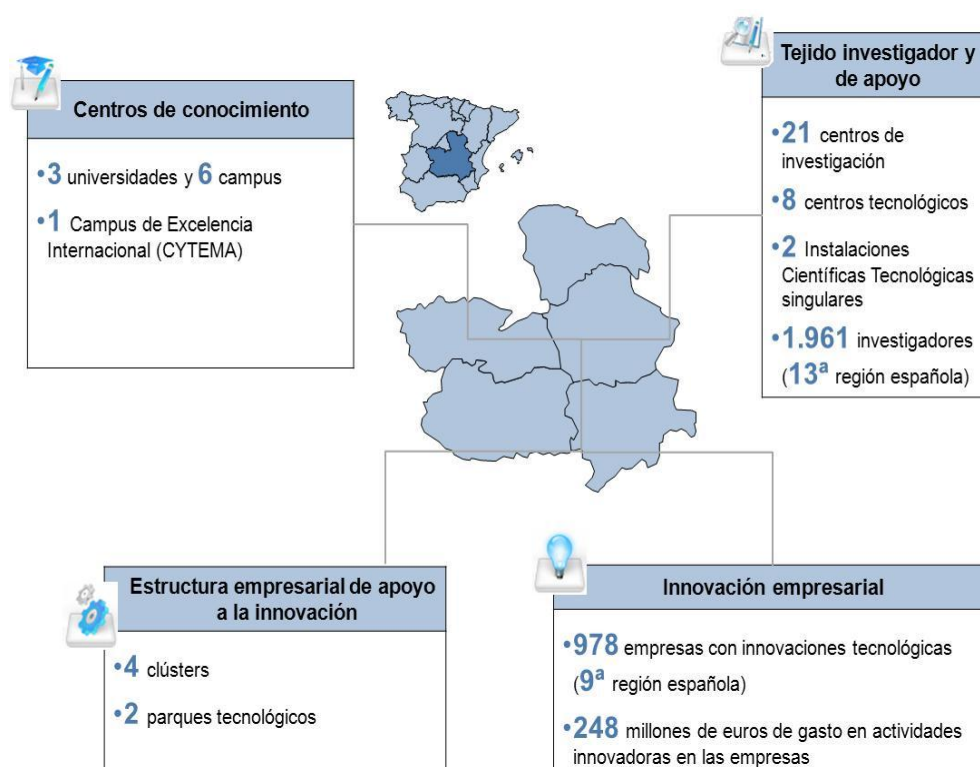 Centros de conocimiento
•3 universidades y 6 campus
•1 Campus de Excelencia
Internacional (CYTEMA)
Tejido investigador y
de apoyo
•21 centros de
investigación
•8 centros tecnológicos
•2 Instalaciones
Científicas Tecnológicas
singulares
•1.961 investigadores
(13ª región española)
Estructura empresarial de apoyo
a la innovación
•4 clústers
•2 parques tecnológicos
Innovación empresarial
•978 empresas con innovaciones tecnológicas
(9ª región española)
•248 millones de euros de gasto en actividades
innovadoras en las empresas